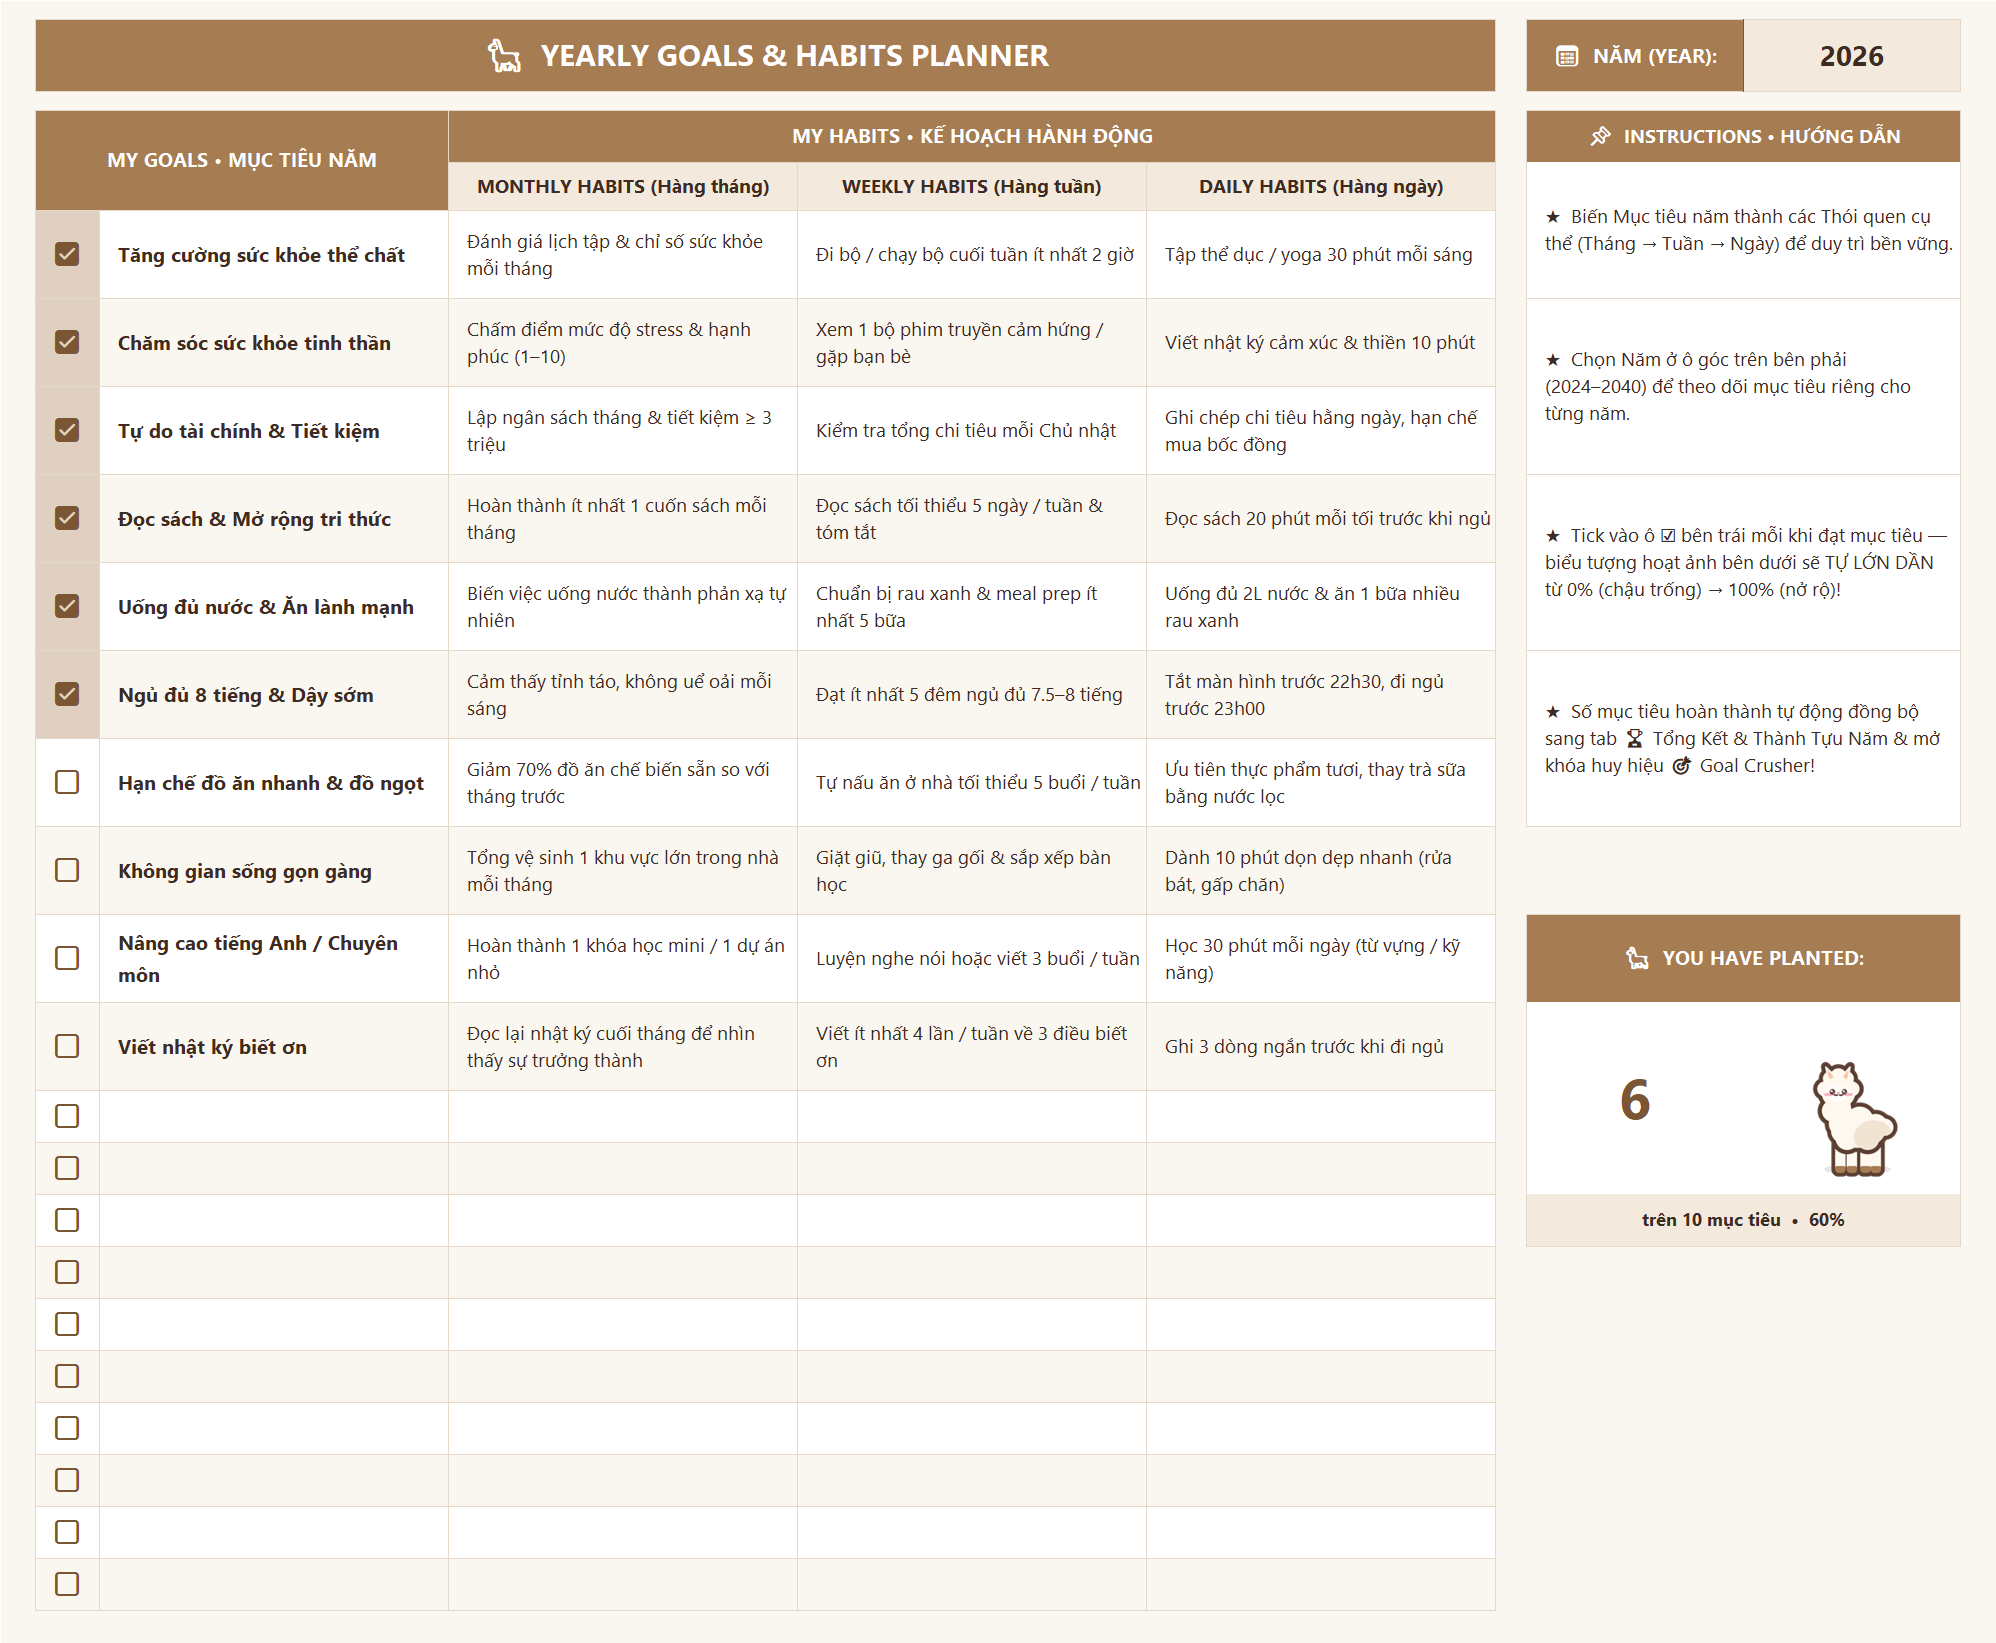 YEARLY GOALS & HABITS PLANNER
NĂM (YEAR):
2026
MY GOALS • MỤC TIÊU NĂM
MY HABITS • KẾ HOẠCH HÀNH ĐỘNG
MONTHLY HABITS (Hàng tháng)
WEEKLY HABITS (Hàng tuần)
DAILY HABITS (Hàng ngày)
Tăng cường sức khỏe thể chất
Đánh giá lịch tập & chỉ số sức khỏe
mỗi tháng
Đi bộ / chạy bộ cuối tuần ít nhất 2 giờ
Tập thể dục / yoga 30 phút mỗi sáng
Chăm sóc sức khỏe tinh thần
Chấm điểm mức độ stress & hạnh
phúc (1–10)
Xem 1 bộ phim truyền cảm hứng /
gặp bạn bè
Viết nhật ký cảm xúc & thiền 10 phút
Tự do tài chính & Tiết kiệm
Lập ngân sách tháng & tiết kiệm ≥ 3
triệu
Kiểm tra tổng chi tiêu mỗi Chủ nhật
Ghi chép chi tiêu hằng ngày, hạn chế
mua bốc đồng
Đọc sách & Mở rộng tri thức
Hoàn thành ít nhất 1 cuốn sách mỗi
tháng
Đọc sách tối thiểu 5 ngày / tuần &
tóm tắt
Đọc sách 20 phút mỗi tối trước khi ngủ
Uống đủ nước & Ăn lành mạnh
Biến việc uống nước thành phản xạ tự
nhiên
Chuẩn bị rau xanh & meal prep ít
nhất 5 bữa
Uống đủ 2L nước & ăn 1 bữa nhiều
rau xanh
Ngủ đủ 8 tiếng & Dậy sớm
Cảm thấy tỉnh táo, không uể oải mỗi
sáng
Đạt ít nhất 5 đêm ngủ đủ 7.5–8 tiếng
Tắt màn hình trước 22h30, đi ngủ
trước 23h00
Hạn chế đồ ăn nhanh & đồ ngọt
Giảm 70% đồ ăn chế biến sẵn so với
tháng trước
Tự nấu ăn ở nhà tối thiểu 5 buổi / tuần
Ưu tiên thực phẩm tươi, thay trà sữa
bằng nước lọc
Không gian sống gọn gàng
Tổng vệ sinh 1 khu vực lớn trong nhà
mỗi tháng
Giặt giũ, thay ga gối & sắp xếp bàn
học
Dành 10 phút dọn dẹp nhanh (rửa
bát, gấp chăn)
Nâng cao tiếng Anh / Chuyên
môn
Hoàn thành 1 khóa học mini / 1 dự án
nhỏ
Luyện nghe nói hoặc viết 3 buổi / tuần
Học 30 phút mỗi ngày (từ vựng / kỹ
năng)
Viết nhật ký biết ơn
Đọc lại nhật ký cuối tháng để nhìn
thấy sự trưởng thành
Viết ít nhất 4 lần / tuần về 3 điều biết
ơn
Ghi 3 dòng ngắn trước khi đi ngủ
INSTRUCTIONS • HƯỚNG DẪN
★ Biến Mục tiêu năm thành các Thói quen cụ
thể (Tháng → Tuần → Ngày) để duy trì bền vững.
★ Chọn Năm ở ô góc trên bên phải
(2024–2040) để theo dõi mục tiêu riêng cho
từng năm.
★ Tick vào ô ☑ bên trái mỗi khi đạt mục tiêu —
biểu tượng hoạt ảnh bên dưới sẽ TỰ LỚN DẦN
từ 0% (chậu trống) → 100% (nở rộ)!
★ Số mục tiêu hoàn thành tự động đồng bộ
sang tab 🏆 Tổng Kết & Thành Tựu Năm & mở
khóa huy hiệu 🎯 Goal Crusher!
YOU HAVE PLANTED:
6
trên 10 mục tiêu • 60%